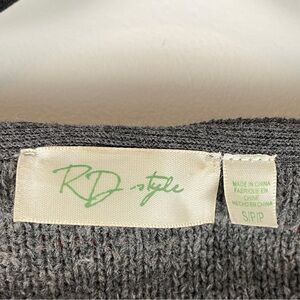 RD style
MADE IN CHINA
FABRIQUÉ EN
CHINE
HECHO EN CHINA
S/P/P